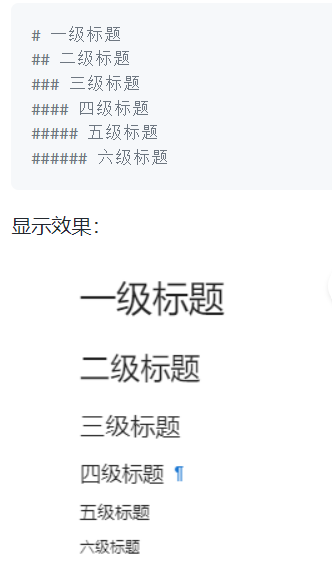 # 一级标题
## 二级标题
### 三级标题
#### 四级标题
##### 五级标题
###### 六级标题
显示效果：
一级标题
二级标题
三级标题
四级标题 ¶
五级标题
六级标题